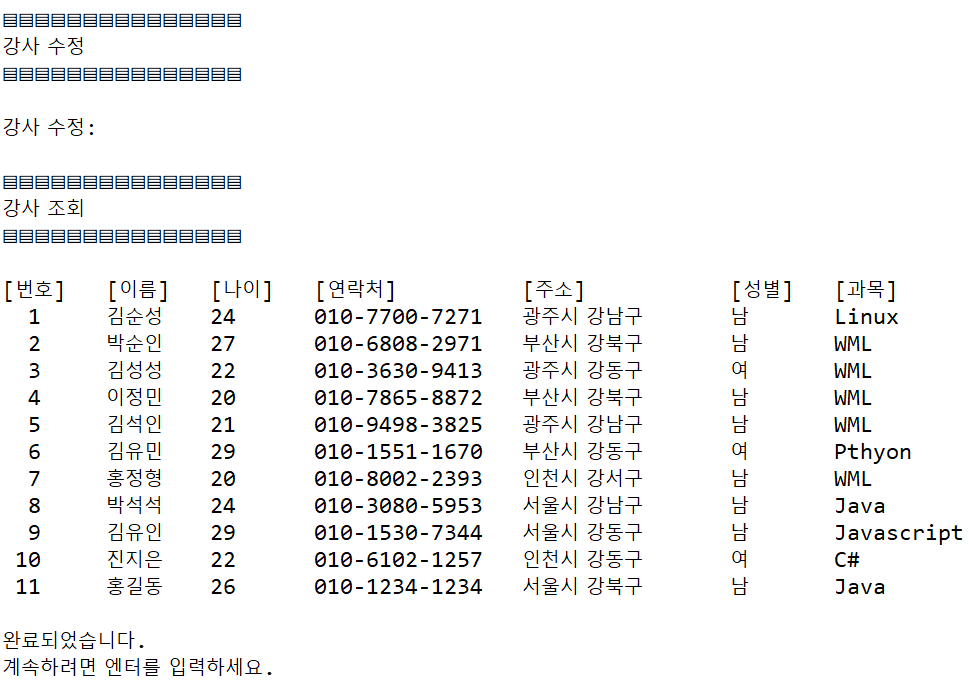 ▤▤▤▤▤▤▤▤▤▤▤▤▤▤▤
강사 수정
▤▤▤▤▤▤▤▤▤▤▤▤▤▤▤
강사 수정:
▤▤▤▤▤▤▤▤▤▤▤▤▤▤▤
강사 조회
▤▤▤▤▤▤▤▤▤▤▤▤▤▤▤
[번호] [이름] [나이] [연락처] [주소] [성별] [과목]
1 김순성 24 010-7700-7271 광주시 강남구 남 Linux
2 박순인 27 010-6808-2971 부산시 강북구 남 WML
3 김성성 22 010-3630-9413 광주시 강동구 여 WML
4 이정민 20 010-7865-8872 부산시 강북구 남 WML
5 김석인 21 010-9498-3825 광주시 강남구 남 WML
6 김유민 29 010-1551-1670 부산시 강동구 여 Pthyon
7 홍정형 20 010-8002-2393 인천시 강서구 남 WML
8 박석석 24 010-3080-5953 서울시 강남구 남 Java
9 김유인 29 010-1530-7344 서울시 강동구 남 Javascript
10 진지은 22 010-6102-1257 인천시 강동구 여 C#
11 홍길동 26 010-1234-1234 서울시 강북구 남 Java
완료되었습니다.
계속하려면 엔터를 입력하세요.